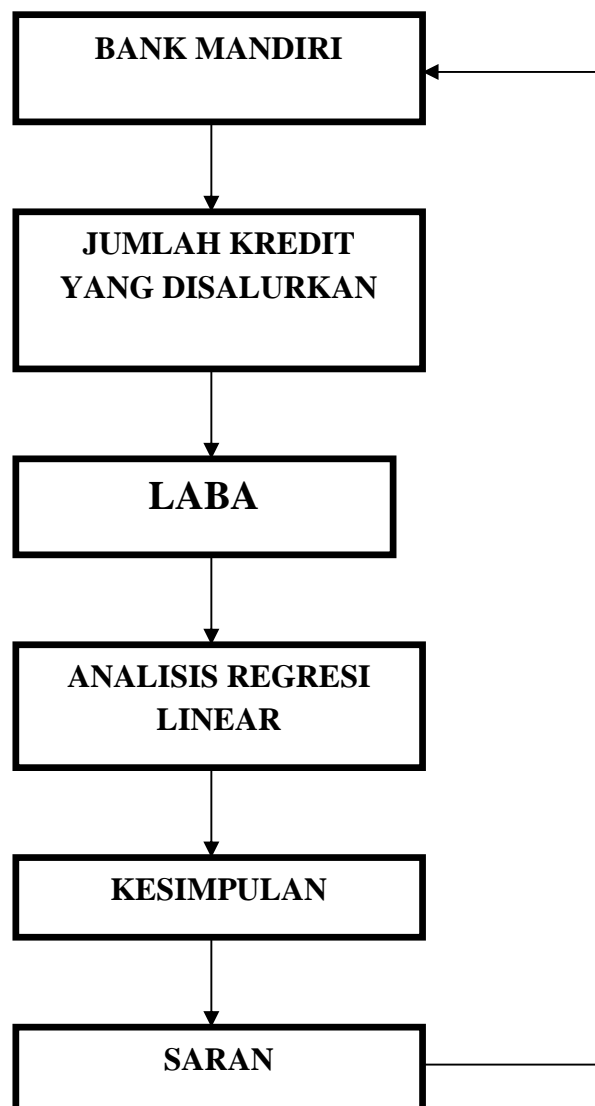 BANK MANDIRI
JUMLAH KREDIT
YANG DISALURKAN
LABA
ANALISIS REGRESI
LINEAR
KESIMPULAN
SARAN